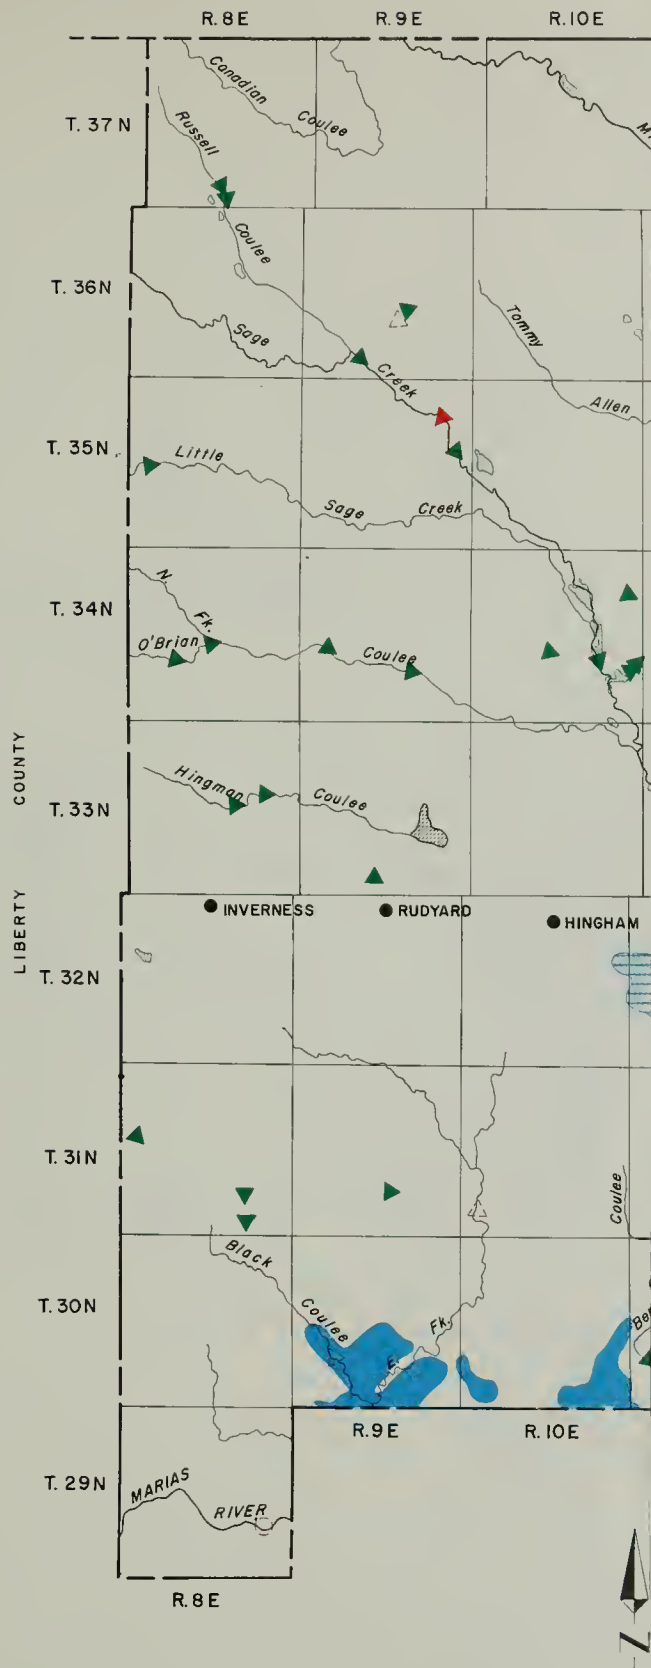 R.8E R.9E R.10E
Canadian
Coulee
T. 37 N
Russell
Coulee
T. 36N
Sage
Creek
Tommy
Allen
T. 35N
Little
Sage Creek
T. 34N
N.
Fk.
O'Brian
Coulee
Hingman Coulee
T. 33N
LIBERTY COUNTY
INVERNESS RUDYARD HINGHAM
T. 32N
T. 31N
Coulee
Black
Coulee
T. 30N
E. Fk.
R.9E R.10E
T. 29N
MARIAS
RIVER
R.8E